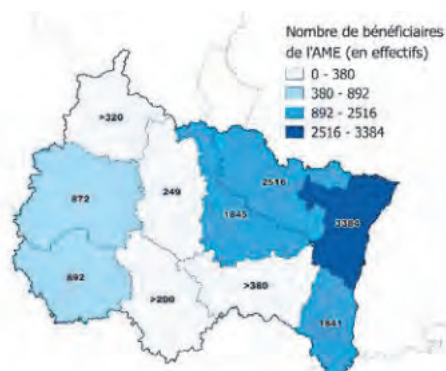 Nombre de bénéficiaires
de l'AME (en effectifs)
0 - 380
380 - 892
892 - 2516
2516 - 3384
>320
872
249
2516
1845
3384
892
>200
>380
1841